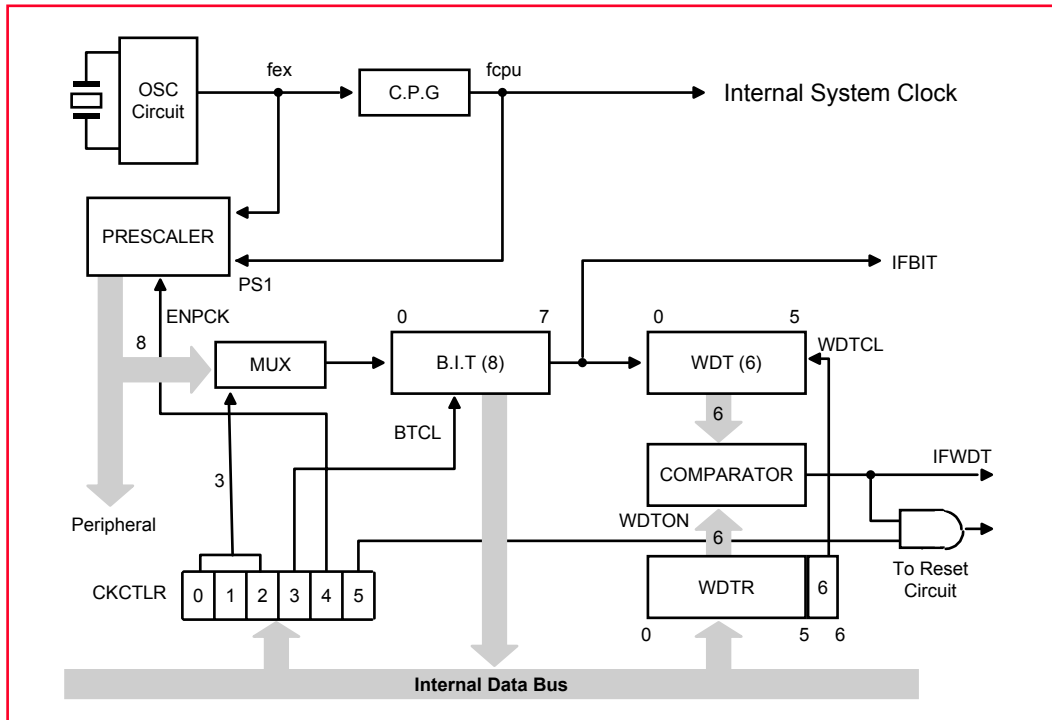 OSC
Circuit
fex
C.P.G
fcpu
Internal System Clock
PRESCALER
PS1
IFBIT
ENPCK
8
MUX
0 7
B.I.T (8)
0 5
WDT (6)
WDTCL
BTCL
6
3
COMPARATOR
IFWDT
Peripheral
WDTON
6
To Reset
Circuit
CKCTLR
0 1 2 3 4 5
WDTR 6
0 5 6
Internal Data Bus